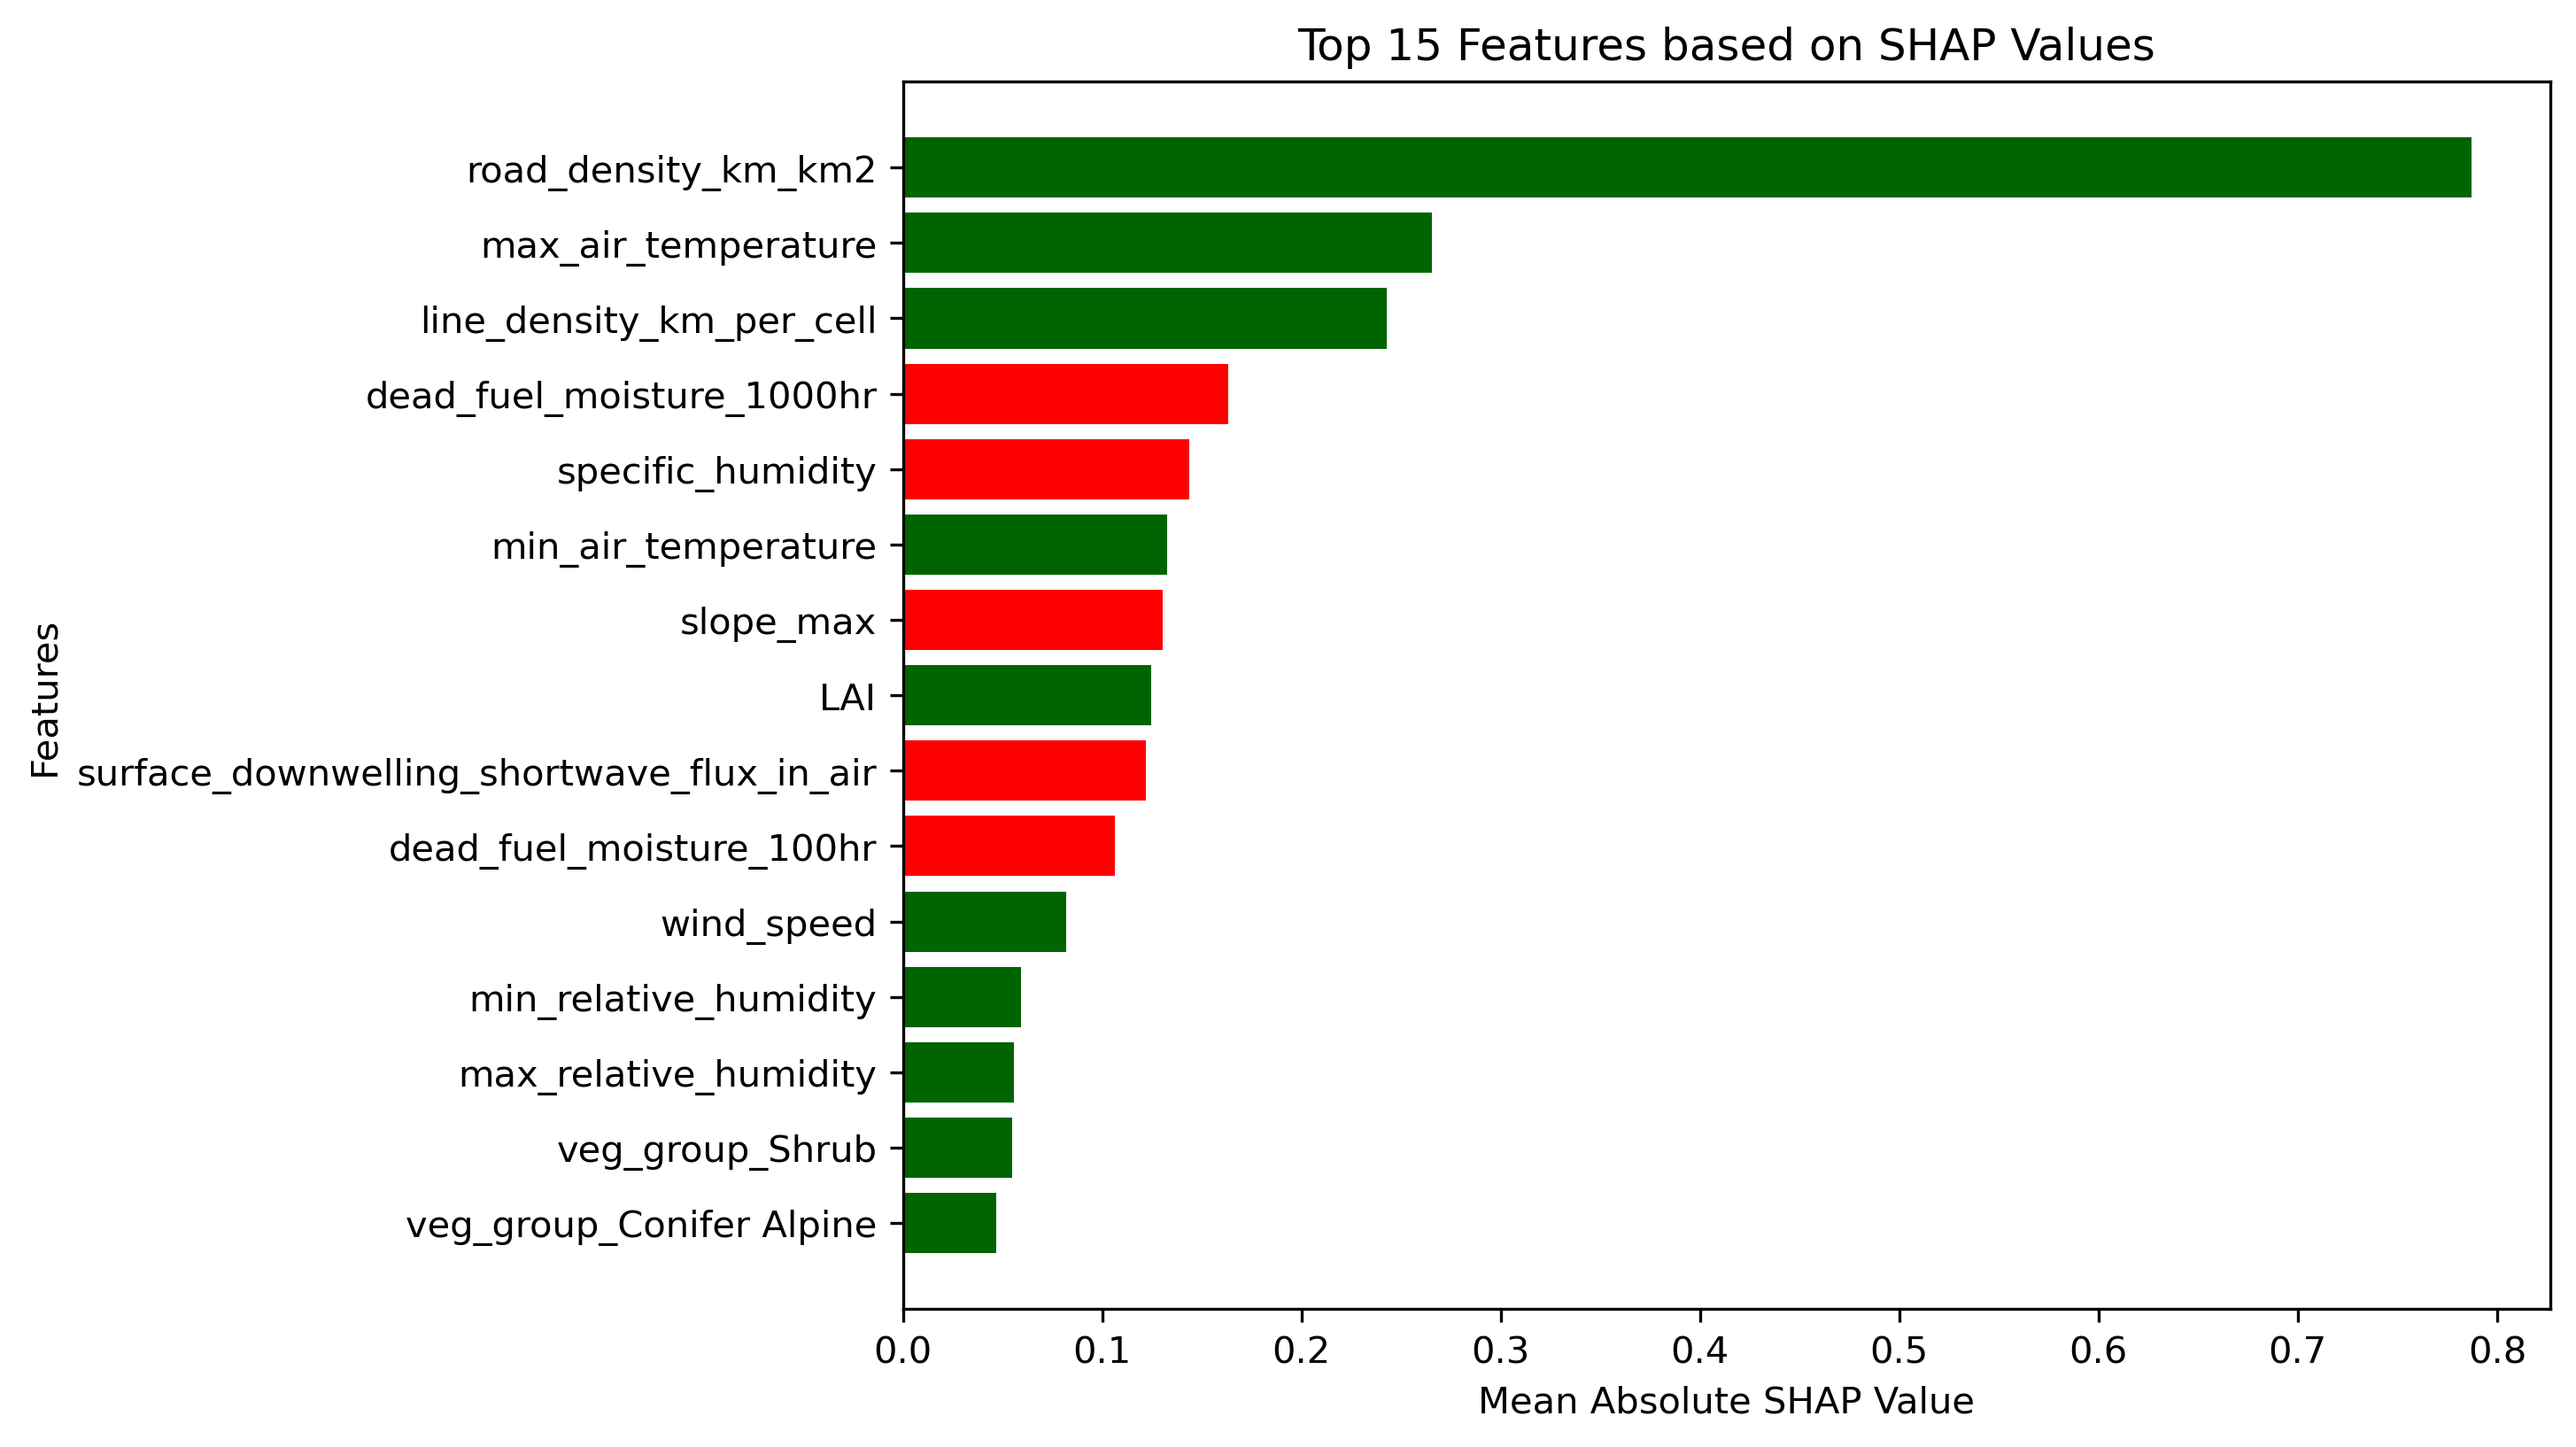 Top 15 Features based on SHAP Values
road_density_km_km2
max_air_temperature
line_density_km_per_cell
dead_fuel_moisture_1000hr
specific_humidity
min_air_temperature
slope_max
LAI
surface_downwelling_shortwave_flux_in_air
dead_fuel_moisture_100hr
wind_speed
min_relative_humidity
max_relative_humidity
veg_group_Shrub
veg_group_Conifer Alpine
Features
0.0 0.1 0.2 0.3 0.4 0.5 0.6 0.7 0.8
Mean Absolute SHAP Value